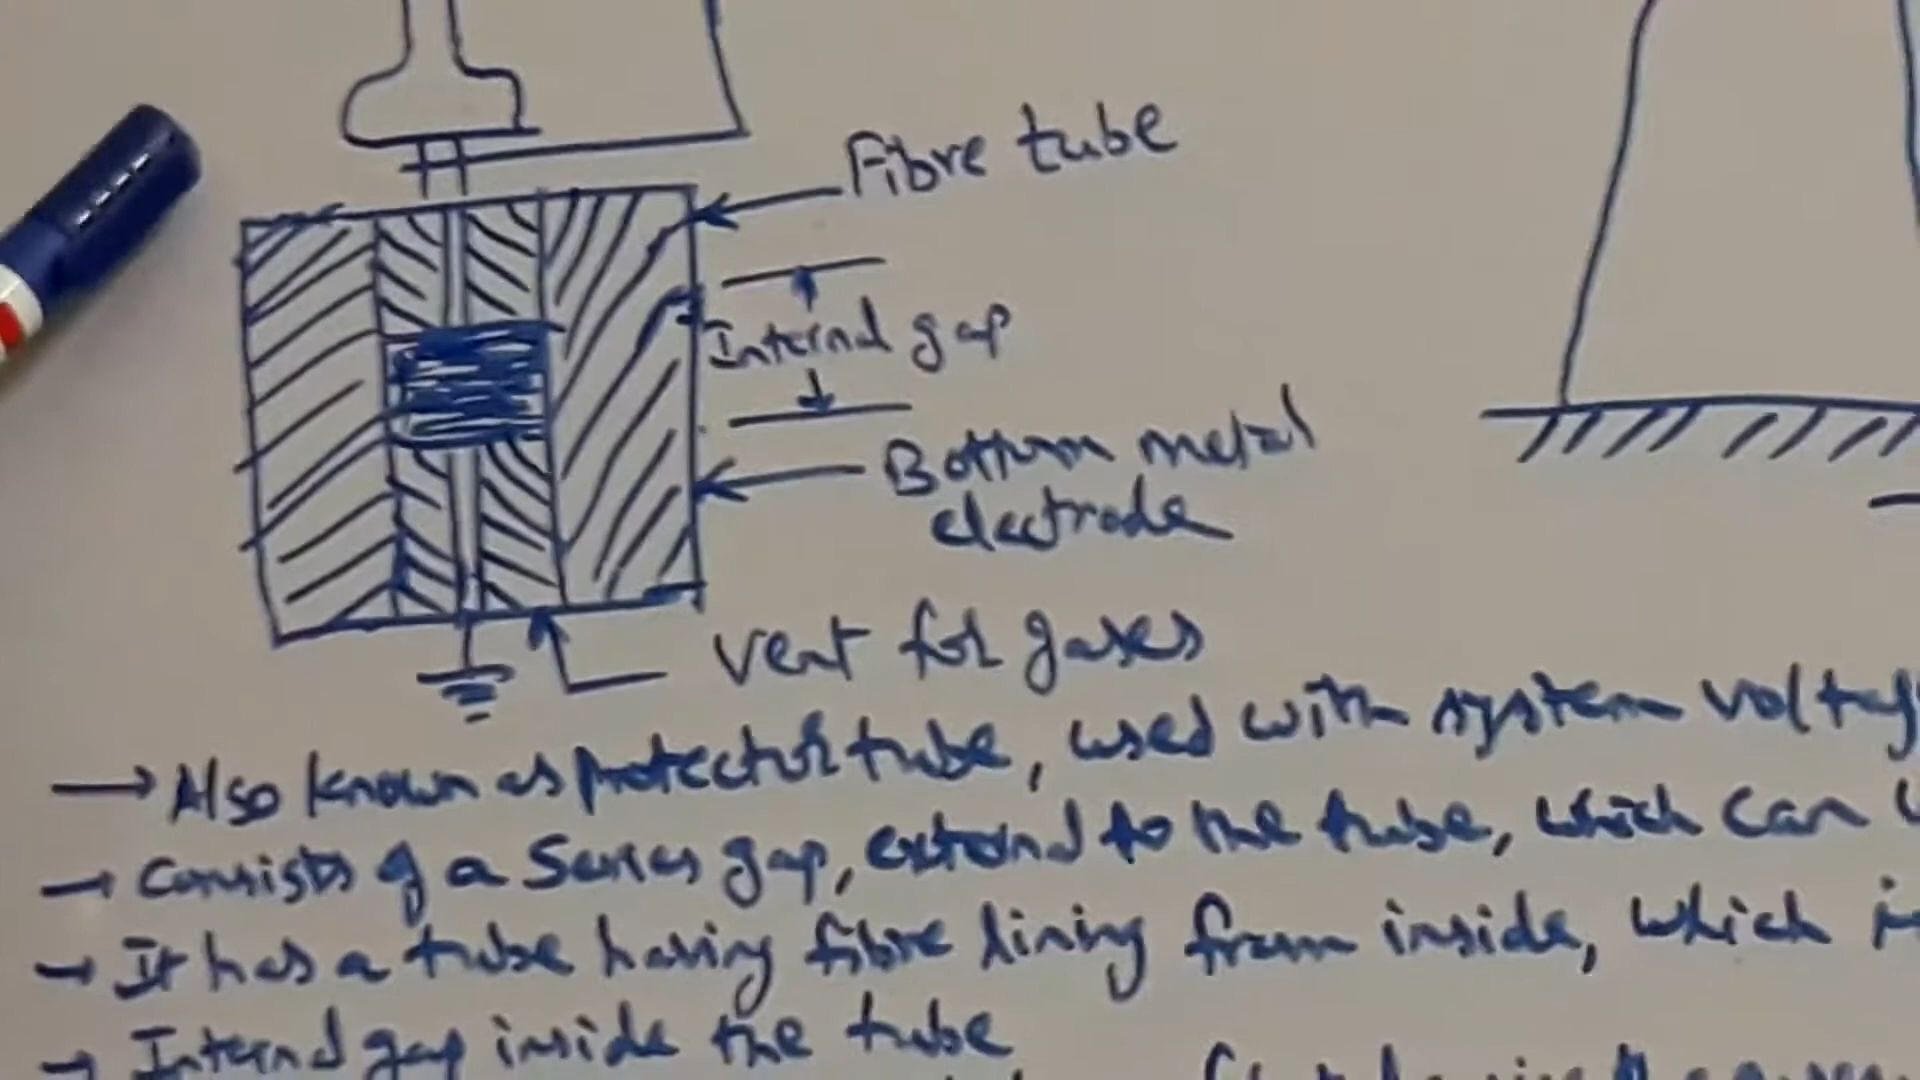 Fibre tube
Internal gap
Bottom metal
electrode
Vent for gases
→ Also known as protector tube, used with system
→ Consists of a Series gap, extend to the tube, which can
→ It has a tube having fibre lining from inside, which
→ Internal gap inside the tube